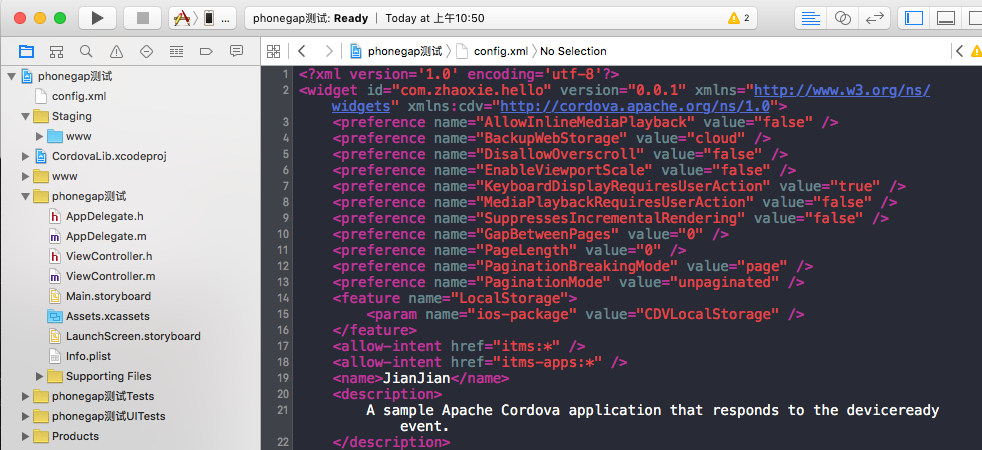 ...
phonegap测试: Ready | Today at 上午10:50
2
phonegap测试
config.xml
No Selection
phonegap测试
config.xml
Staging
www
CordovaLib.xcodeproj
www
phonegap测试
h AppDelegate.h
m AppDelegate.m
h ViewController.h
m ViewController.m
Main.storyboard
Assets.xcassets
LaunchScreen.storyboard
Info.plist
Supporting Files
phonegap测试Tests
phonegap测试UITests
Products
1 <?xml version='1.0' encoding='utf-8'?>
2 <widget id="com.zhaoxie.hello" version="0.0.1" xmlns="http://www.w3.org/ns/
widgets" xmlns:cdv="http://cordova.apache.org/ns/1.0">
3 <preference name="AllowInlineMediaPlayback" value="false" />
4 <preference name="BackupWebStorage" value="cloud" />
5 <preference name="DisallowOverscroll" value="false" />
6 <preference name="EnableViewportScale" value="false" />
7 <preference name="KeyboardDisplayRequiresUserAction" value="true" />
8 <preference name="MediaPlaybackRequiresUserAction" value="false" />
9 <preference name="SuppressesIncrementalRendering" value="false" />
10 <preference name="GapBetweenPages" value="0" />
11 <preference name="PageLength" value="0" />
12 <preference name="PaginationBreakingMode" value="page" />
13 <preference name="PaginationMode" value="unpaginated" />
14 <feature name="LocalStorage">
15 <param name="ios-package" value="CDVLocalStorage" />
16 </feature>
17 <allow-intent href="itms:*" />
18 <allow-intent href="itms-apps:*" />
19 <name>JianJian</name>
20 <description>
21 A sample Apache Cordova application that responds to the deviceready
event.
22 </description>